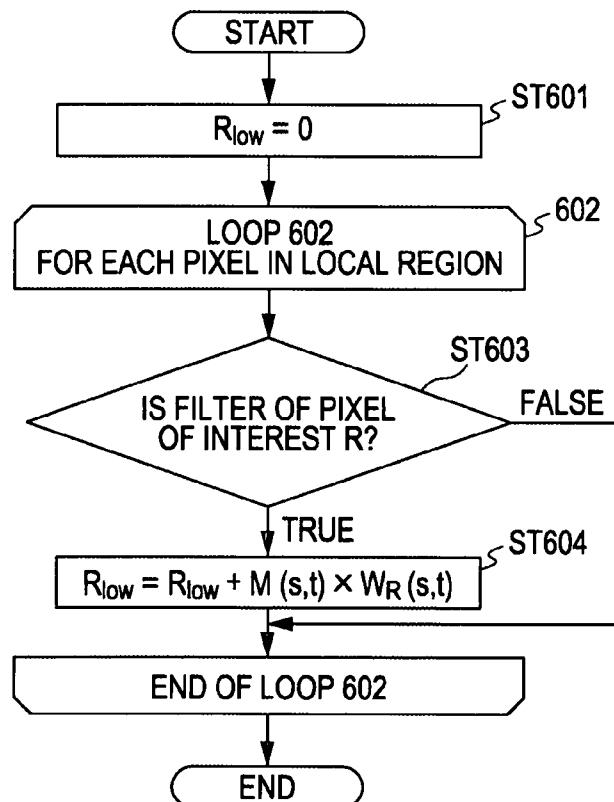 START
ST601
R_low = 0
602
LOOP 602
FOR EACH PIXEL IN LOCAL REGION
ST603
IS FILTER OF PIXEL
OF INTEREST R?
FALSE
TRUE
ST604
R_low = R_low + M (s,t) × W_R (s,t)
END OF LOOP 602
END